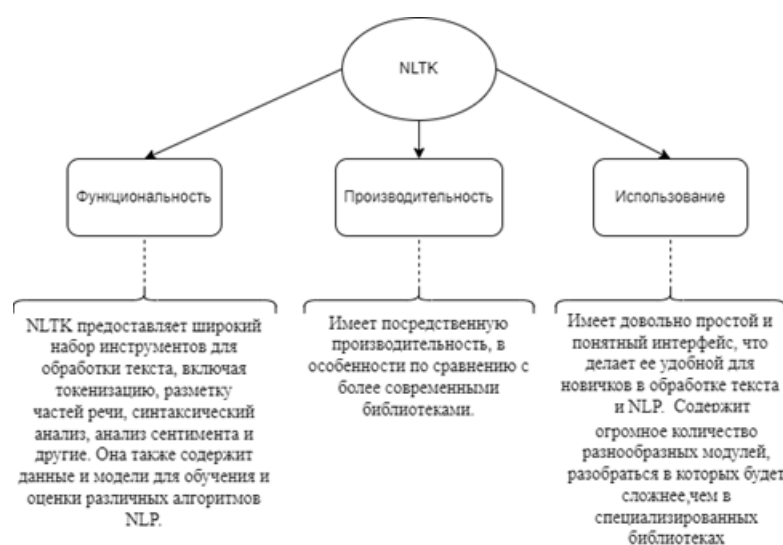 NLTK
Функциональность
Производительность
Использование
NLTK предоставляет широкий
набор инструментов для
обработки текста, включая
токенизацию, разметку
частей речи, синтаксический
анализ, анализ сентимента и
другие. Она также содержит
данные и модели для обучения и
оценки различных алгоритмов
NLP.
Имеет посредственную
производительность, в
особенности по сравнению с
более современными
библиотеками.
Имеет довольно простой и
понятный интерфейс, что
делает ее удобной для
новичков в обработке текста
и NLP. Содержит
огромное количество
разнообразных модулей,
разобраться в которых будет
сложнее,чем в
специализированных
библиотеках